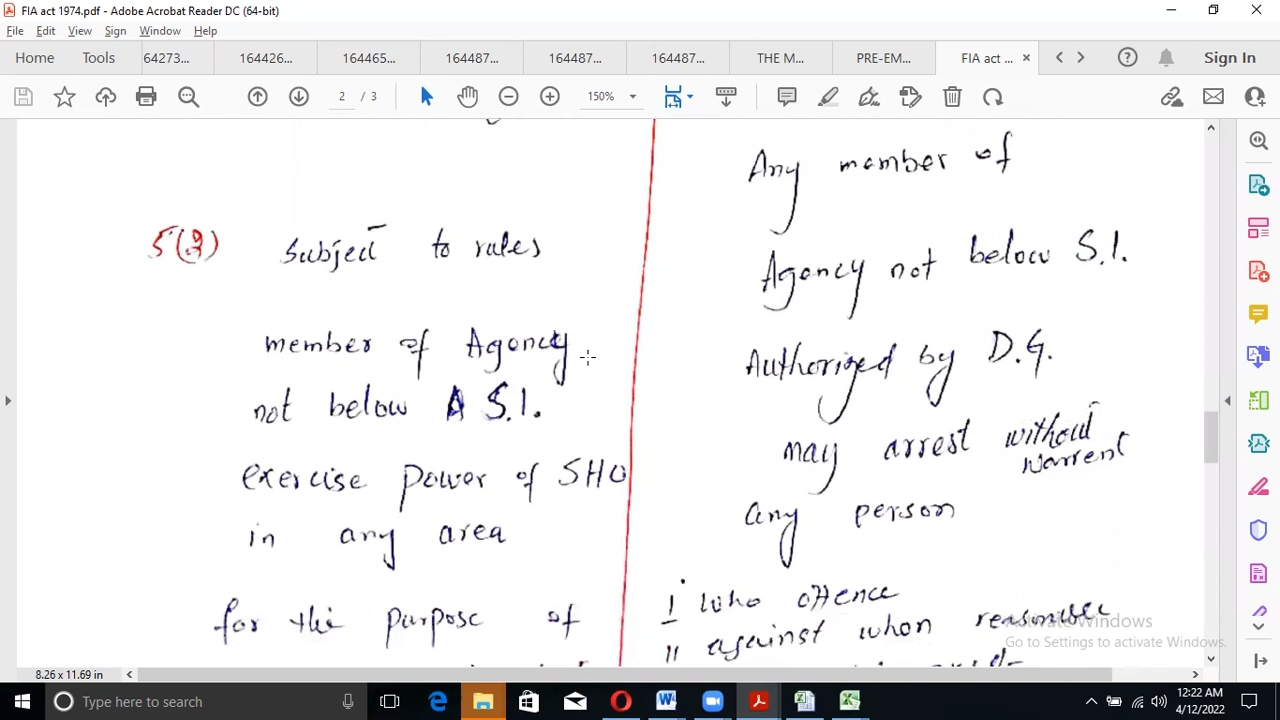 FIA act 1974.pdf - Adobe Acrobat Reader DC (64-bit)
File Edit View Sign Window Help
Home Tools 64273... 164426... 164465... 164487... 164487... 164487... THE M... PRE-EM... FIA act ... × Sign In
2 / 3 150%
5(3) Subject to rules
member of Agency
not below A S.I.
exercise power of SHO
in any area
for the purpose of
Any member of
Agency not below S.I.
Authorized by D.G.
may arrest without
warrent
any person
i who offence
ii against whon reasonable
Activate Windows
Go to Settings to activate Windows.
8.26 x 11.69 in
Type here to search
12:22 AM
4/12/2022